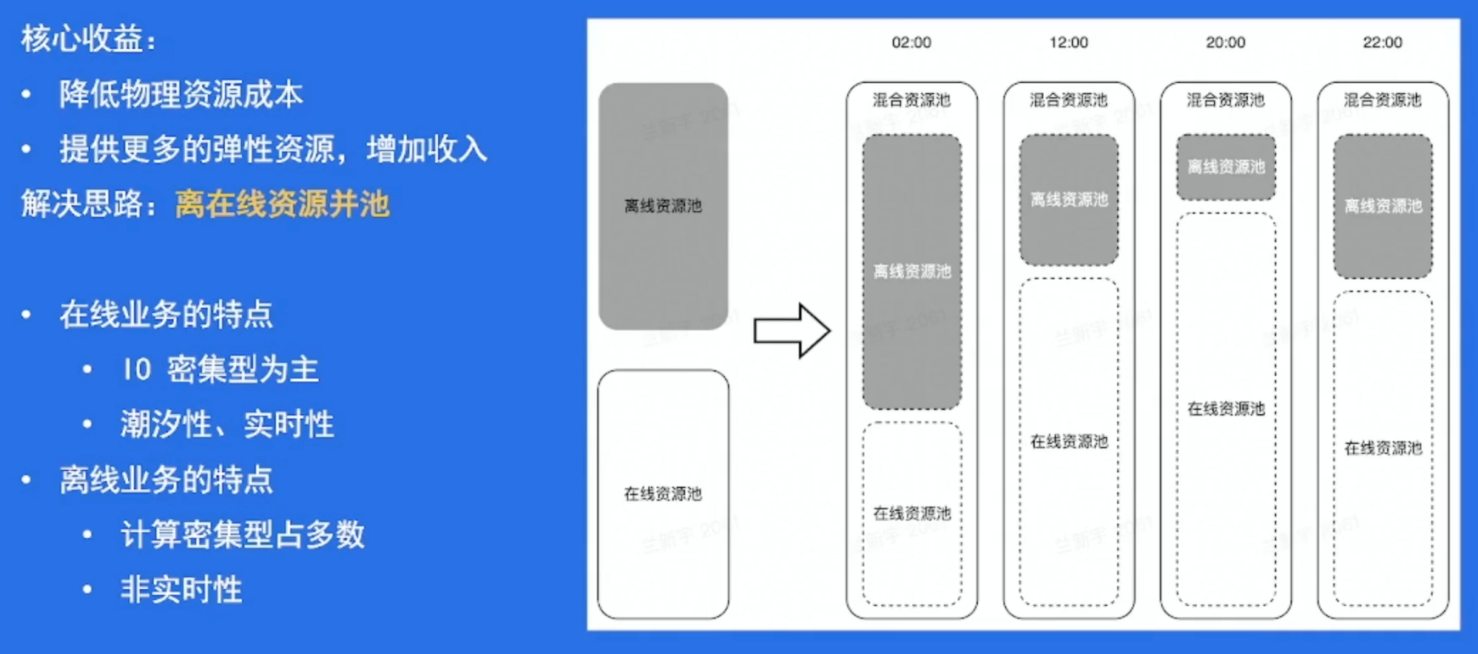 核心收益：
• 降低物理资源成本
• 提供更多的弹性资源，增加收入
解决思路：离在线资源并池
• 在线业务的特点
• IO 密集型为主
• 潮汐性、实时性
• 离线业务的特点
• 计算密集型占多数
• 非实时性
离线资源池
在线资源池
02:00
混合资源池
离线资源池
在线资源池
12:00
混合资源池
离线资源池
在线资源池
20:00
混合资源池
离线资源池
在线资源池
22:00
混合资源池
离线资源池
在线资源池